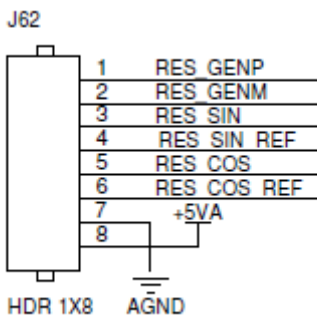 J62
1 RES_GENP
2 RES_GENM
3 RES_SIN
4 RES_SIN_REF
5 RES_COS
6 RES_COS_REF
7 +5VA
8
HDR 1X8 AGND